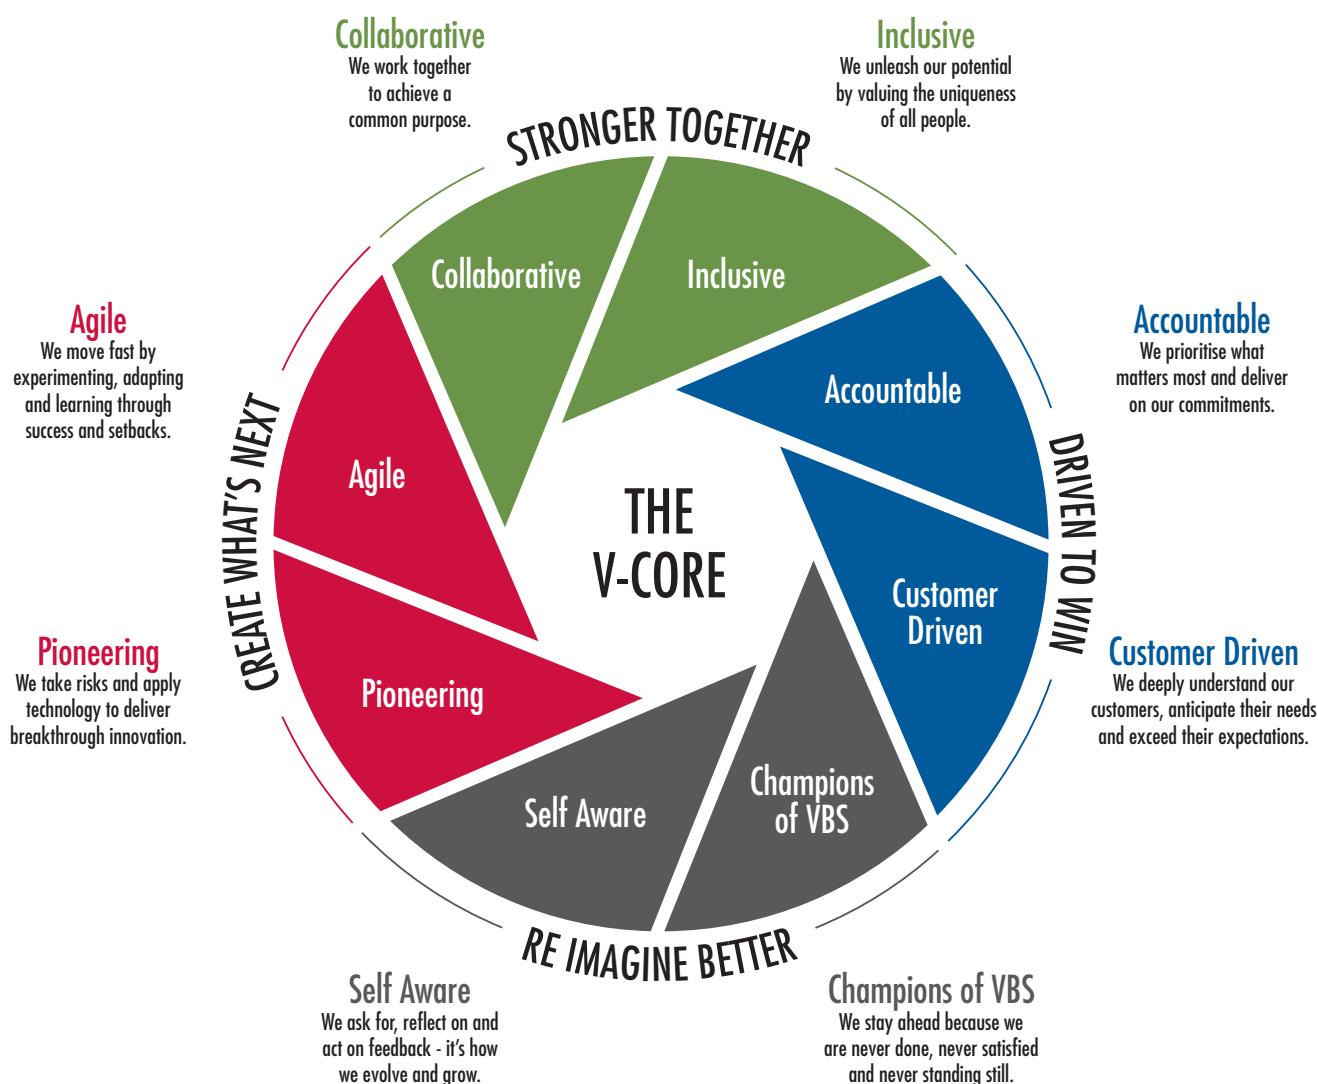 Collaborative
We work together
to achieve a
common purpose.
Inclusive
We unleash our potential
by valuing the uniqueness
of all people.
STRONGER TOGETHER
Collaborative
Inclusive
Agile
We move fast by
experimenting, adapting
and learning through
success and setbacks.
Accountable
We prioritise what
matters most and deliver
on our commitments.
Accountable
Agile
CREATE WHAT'S NEXT
THE
V-CORE
DRIVEN TO WIN
Customer
Driven
Pioneering
We take risks and apply
technology to deliver
breakthrough innovation.
Pioneering
Customer Driven
We deeply understand our
customers, anticipate their needs
and exceed their expectations.
Self Aware
Champions
of VBS
RE IMAGINE BETTER
Self Aware
We ask for, reflect on and
act on feedback - it's how
we evolve and grow.
Champions of VBS
We stay ahead because we
are never done, never satisfied
and never standing still.